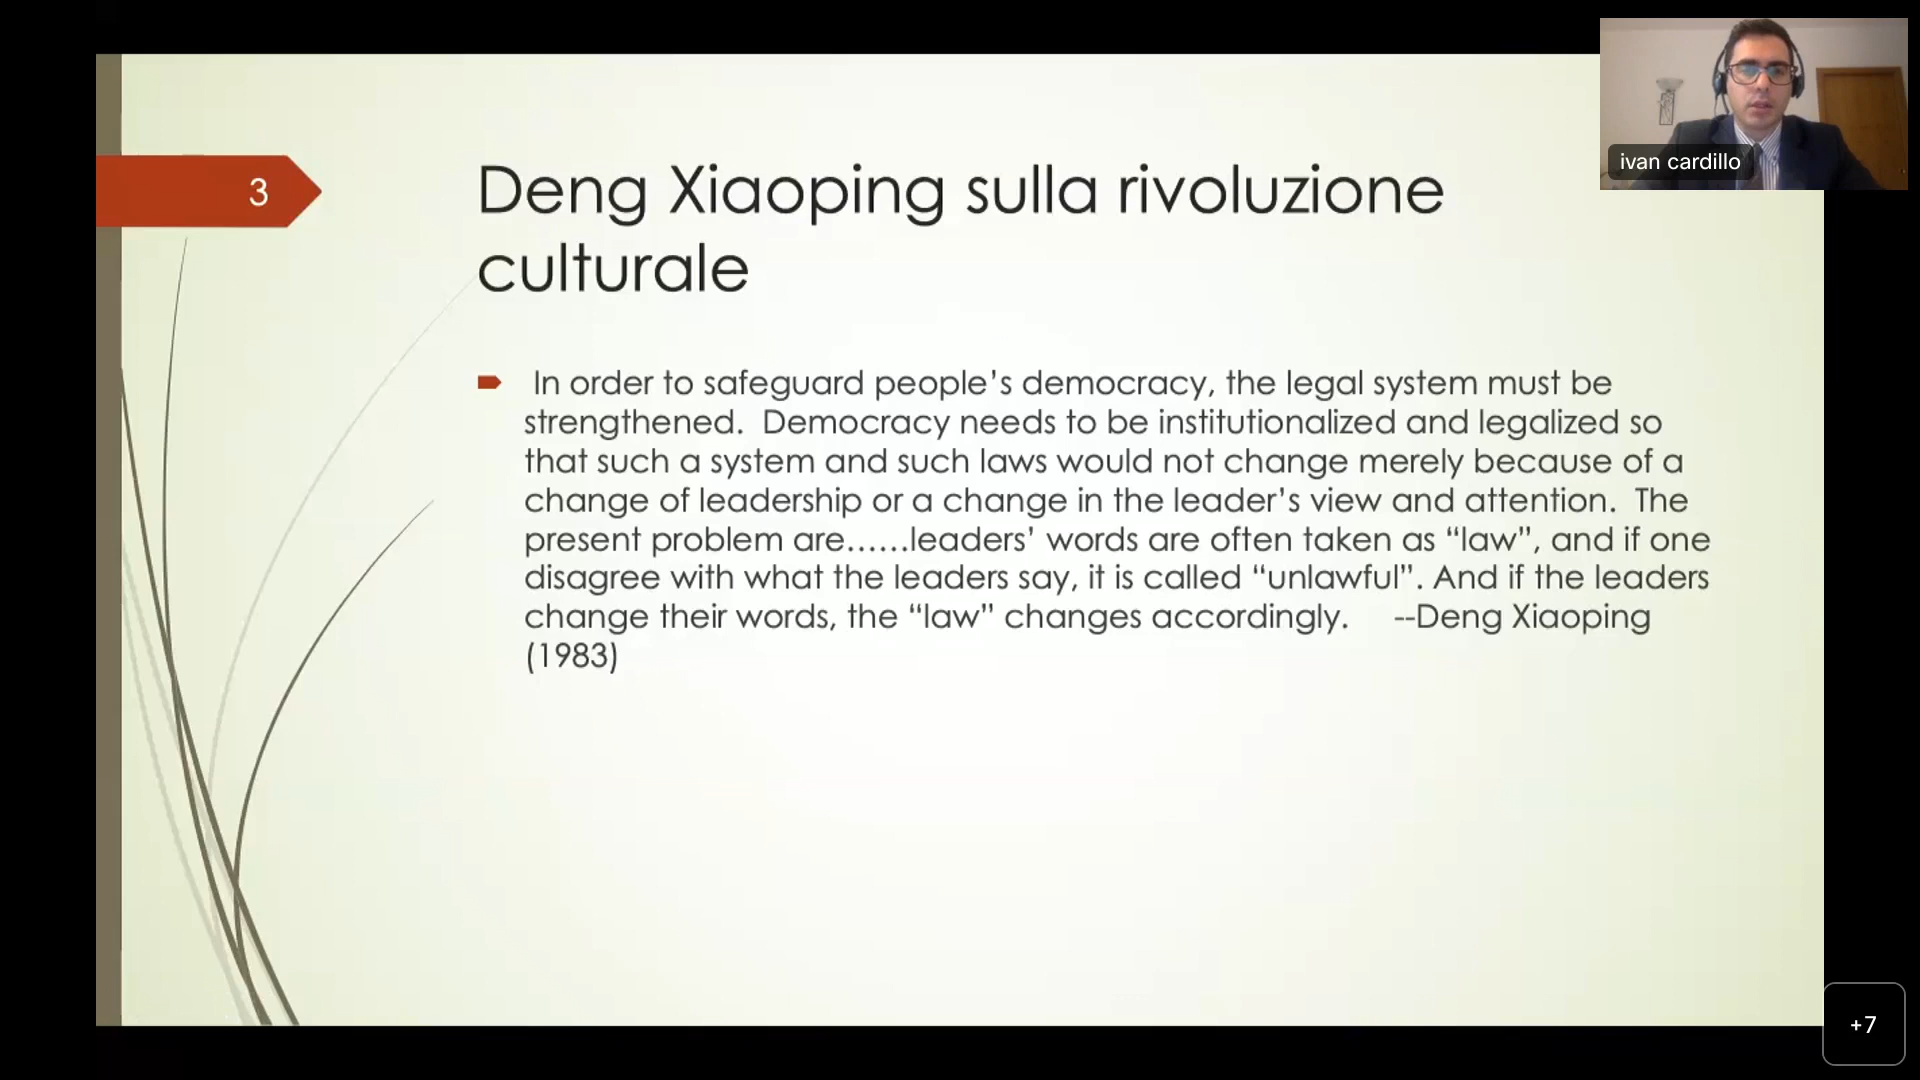 3
Deng Xiaoping sulla rivoluzione
culturale
In order to safeguard people’s democracy, the legal system must be
strengthened.  Democracy needs to be institutionalized and legalized so
that such a system and such laws would not change merely because of a
change of leadership or a change in the leader’s view and attention.  The
present problem are……leaders’ words are often taken as “law”, and if one
disagree with what the leaders say, it is called “unlawful”. And if the leaders
change their words, the “law” changes accordingly.     --Deng Xiaoping
(1983)
ivan cardillo
+7